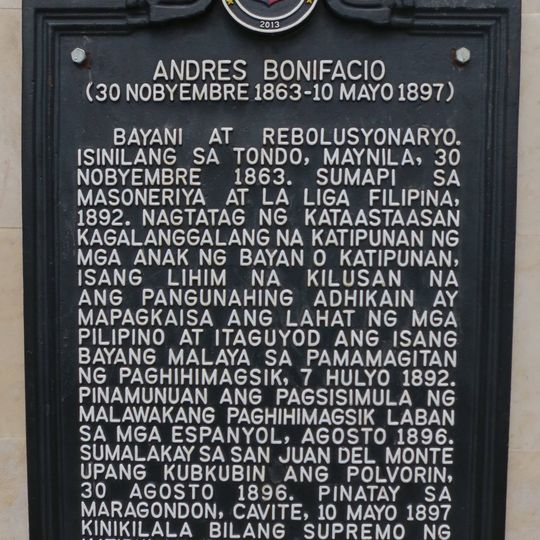 2013
ANDRES BONIFACIO
(30 NOBYEMBRE 1863-10 MAYO 1897)
BAYANI AT REBOLUSYONARYO.
ISINILANG SA TONDO, MAYNILA, 30
NOBYEMBRE 1863. SUMAPI SA
MASONERIYA AT LA LIGA FILIPINA,
1892. NAGTATAG NG KATAASTAASAN
KAGALANGGALANG NA KATIPUNAN NG
MGA ANAK NG BAYAN O KATIPUNAN,
ISANG LIHIM NA KILUSAN NA
ANG PANGUNAHING ADHIKAIN AY
MAPAGKAISA ANG LAHAT NG MGA
PILIPINO AT ITAGUYOD ANG ISANG
BAYANG MALAYA SA PAMAMAGITAN
NG PAGHIHIMAGSIK, 7 HULYO 1892.
PINAMUNUAN ANG PAGSISIMULA NG
MALAWAKANG PAGHIHIMAGSIK LABAN
SA MGA ESPANYOL, AGOSTO 1896.
SUMALAKAY SA SAN JUAN DEL MONTE
UPANG KUBKUBIN ANG POLVORIN,
30 AGOSTO 1896. PINATAY SA
MARAGONDON, CAVITE, 10 MAYO 1897
KINIKILALA BILANG SUPREMO NG